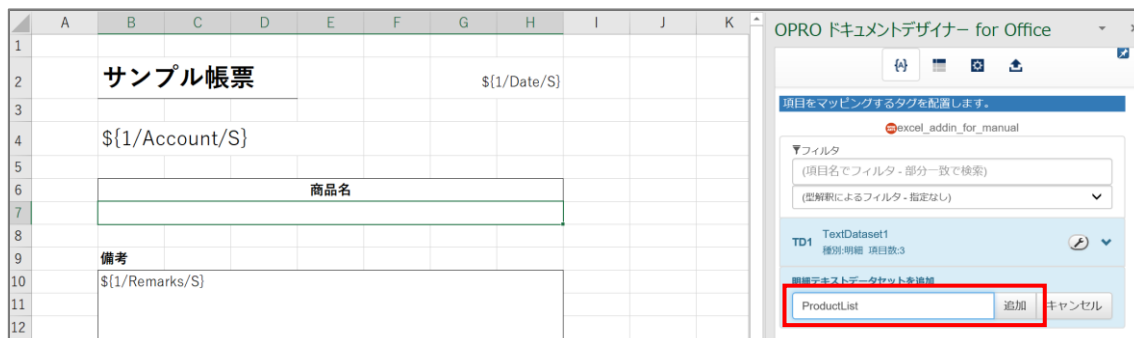 A B C D E F G H I J K
1
2 サンプル帳票 ${1/Date/S}
3
4 ${1/Account/S}
5
6 商品名
7
8
9 備考
10 ${1/Remarks/S}
11
12
OPRO ドキュメントデザイナー for Office
{A}
項目をマッピングするタグを配置します。
excel_addin_for_manual
フィルタ
(項目名でフィルタ - 部分一致で検索)
(型解釈によるフィルタ - 指定なし)
TD1 TextDataset1
種別:明細 項目数:3
明細テキストデータセットを追加
ProductList 追加 キャンセル